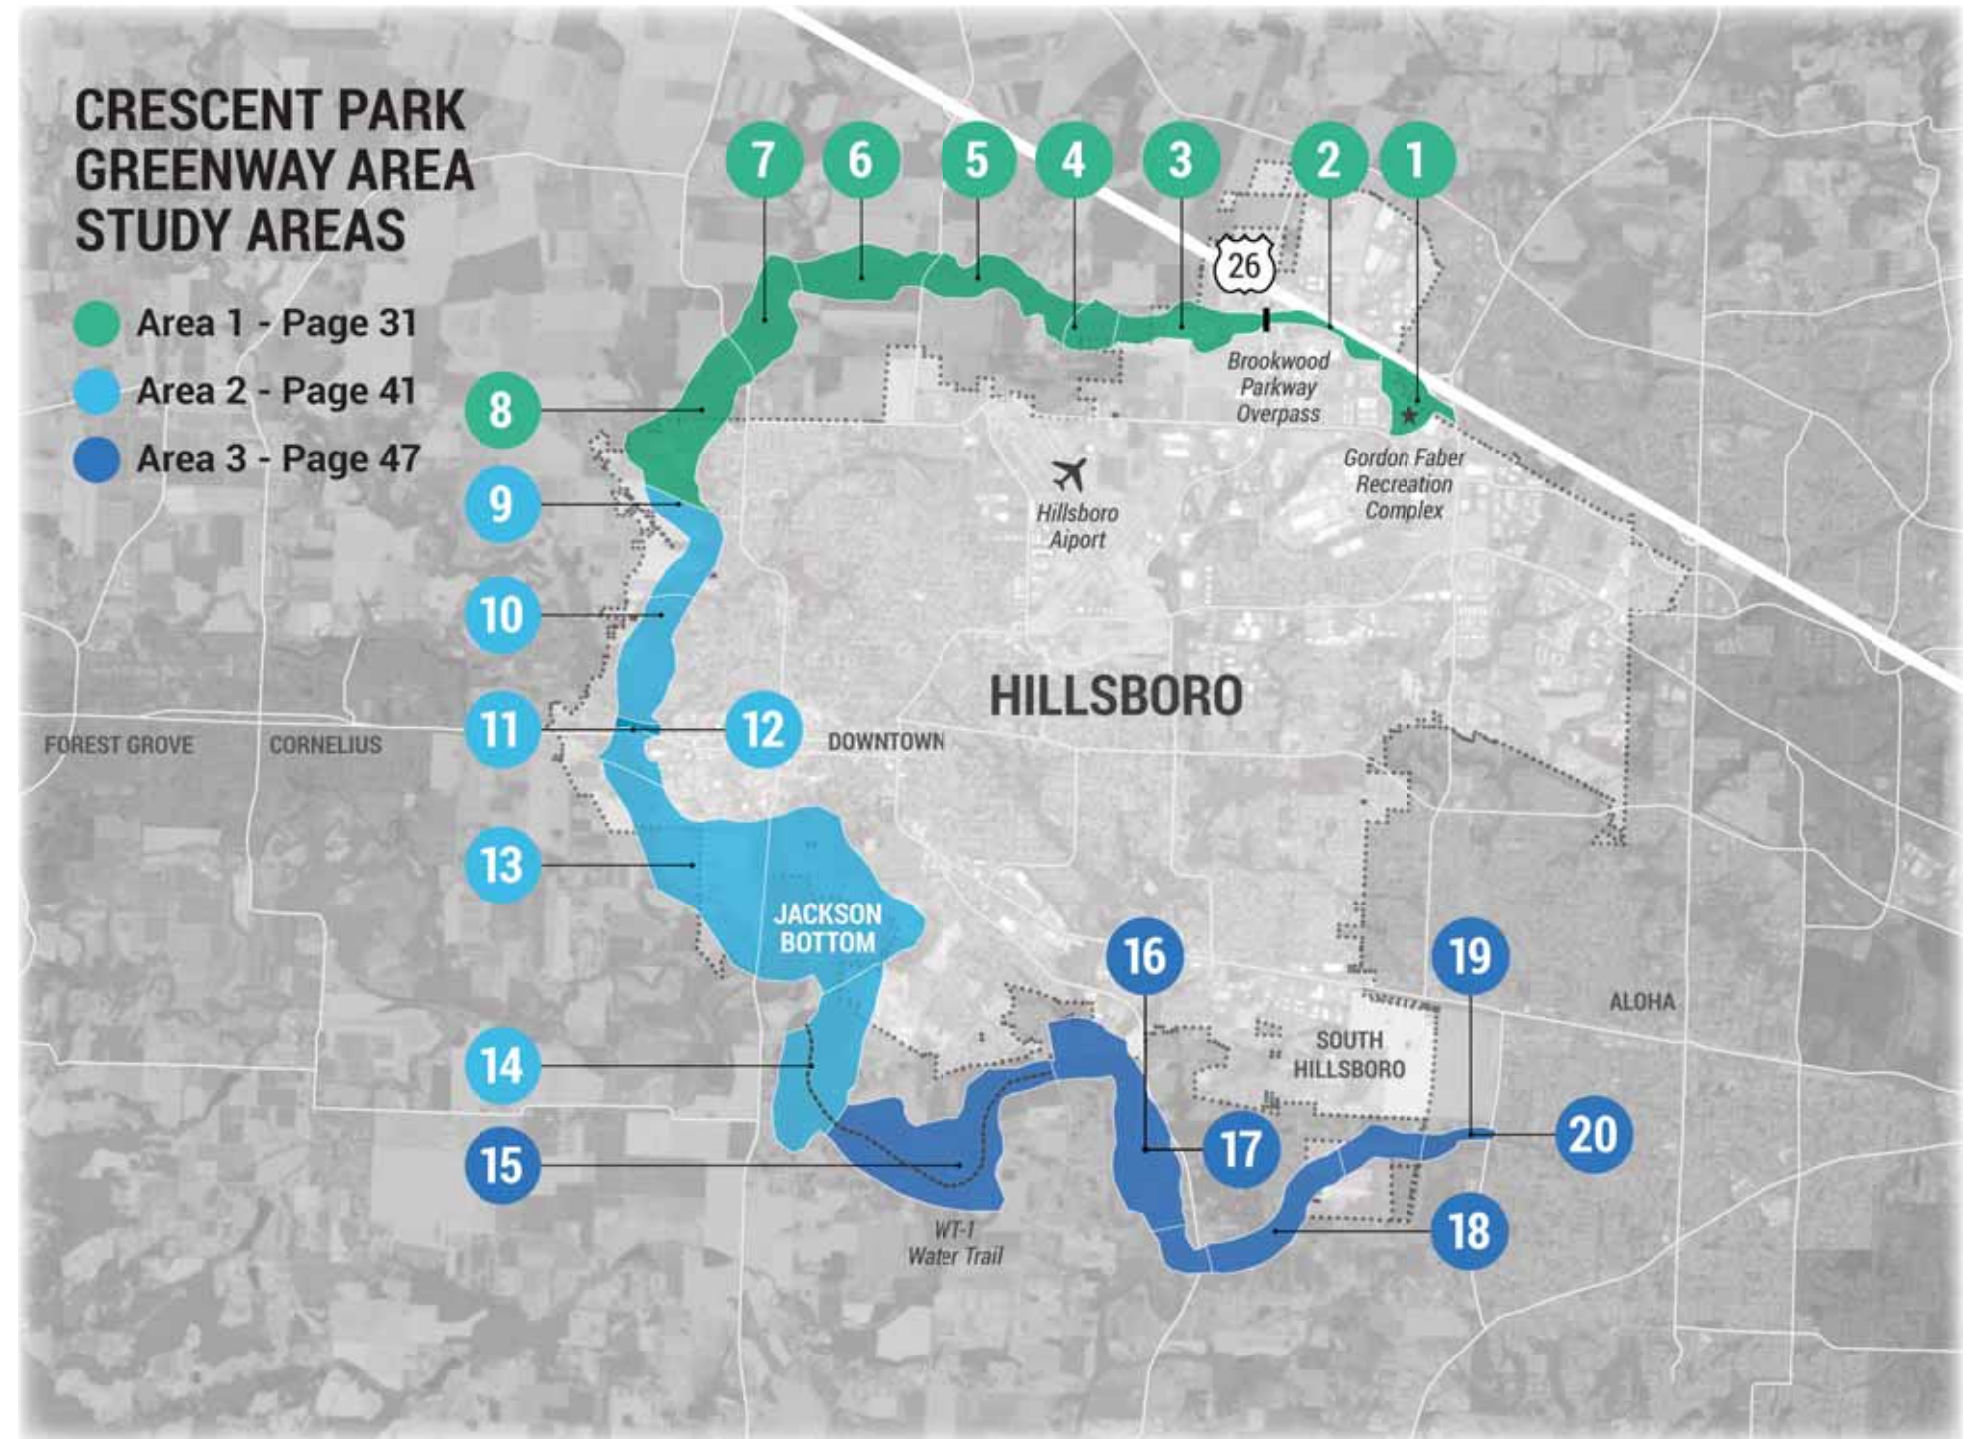 CRESCENT PARK
GREENWAY AREA
STUDY AREAS
Area 1 - Page 31
Area 2 - Page 41
Area 3 - Page 47
7
6
5
4
3
2
1
26
Brookwood
Parkway
Overpass
8
Gordon Faber
Recreation
Complex
9
Hillsboro
Aiport
10
HILLSBORO
11
12
FOREST GROVE
CORNELIUS
DOWNTOWN
13
JACKSON
BOTTOM
16
19
ALOHA
SOUTH
HILLSBORO
14
15
17
20
WT-1
Water Trail
18